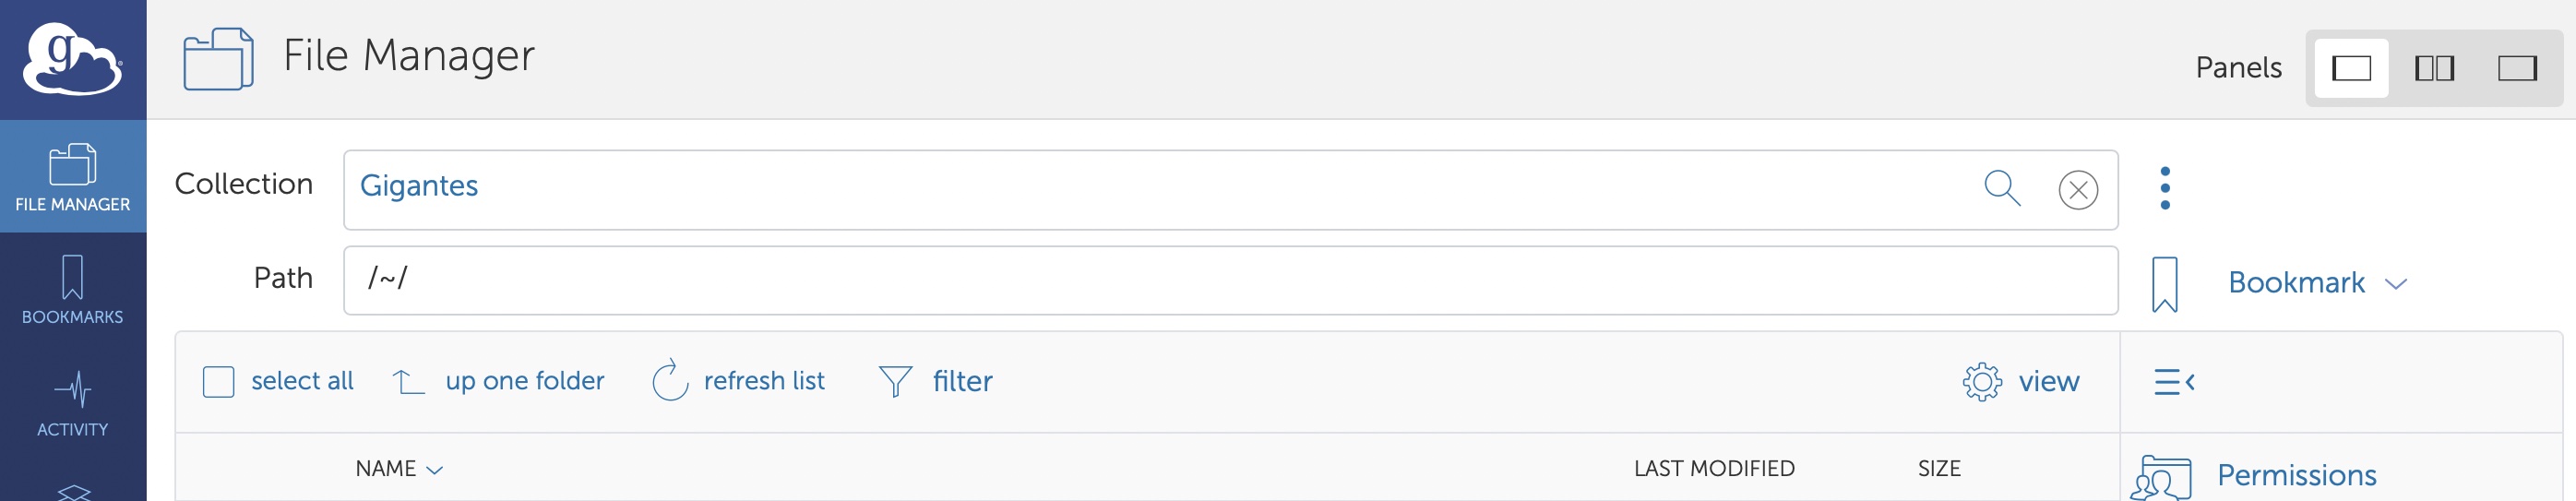 g
File Manager
Panels
FILE MANAGER
Collection
Gigantes
Path
/~/
Bookmark
BOOKMARKS
select all
up one folder
refresh list
filter
view
ACTIVITY
NAME
LAST MODIFIED
SIZE
Permissions